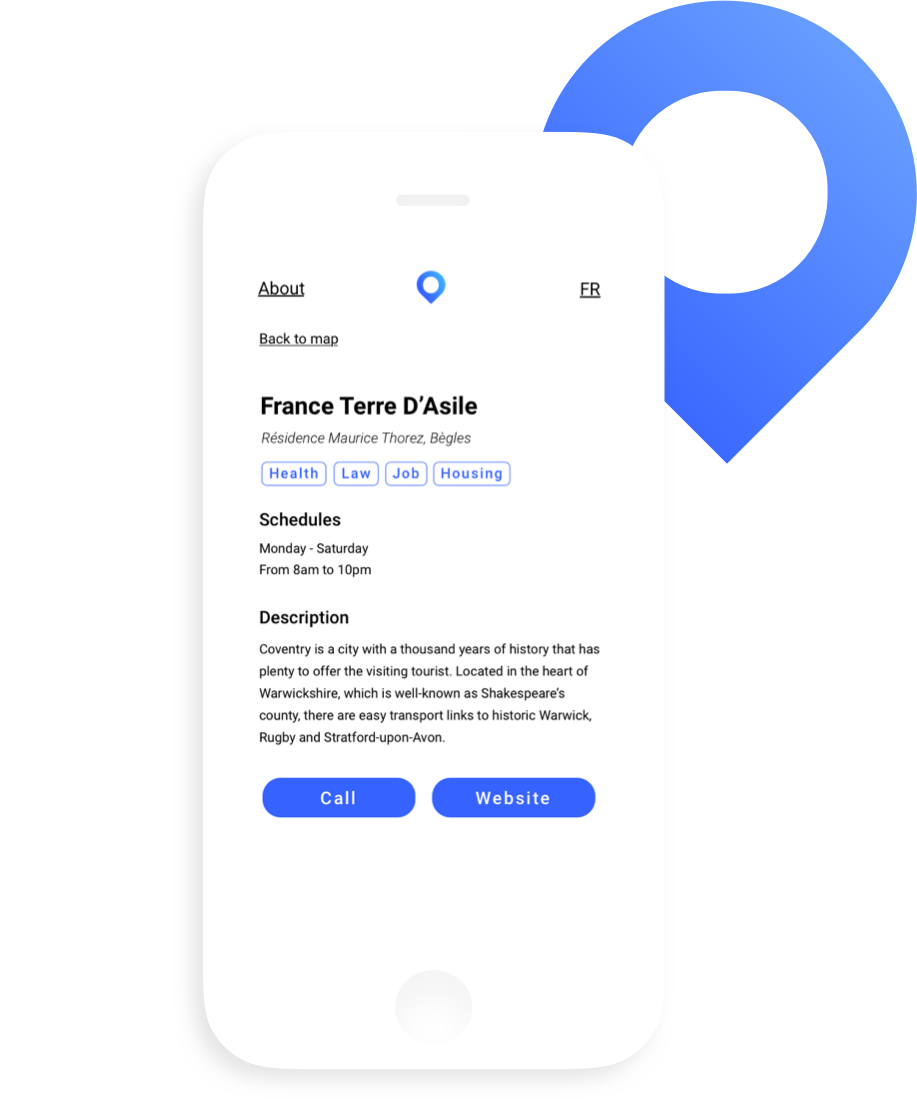 About
FR
Back to map
France Terre D’Asile
Résidence Maurice Thorez, Bègles
Health Law Job Housing
Schedules
Monday - Saturday
From 8am to 10pm
Description
Coventry is a city with a thousand years of history that has
plenty to offer the visiting tourist. Located in the heart of
Warwickshire, which is well-known as Shakespeare’s
county, there are easy transport links to historic Warwick,
Rugby and Stratford-upon-Avon.
Call Website